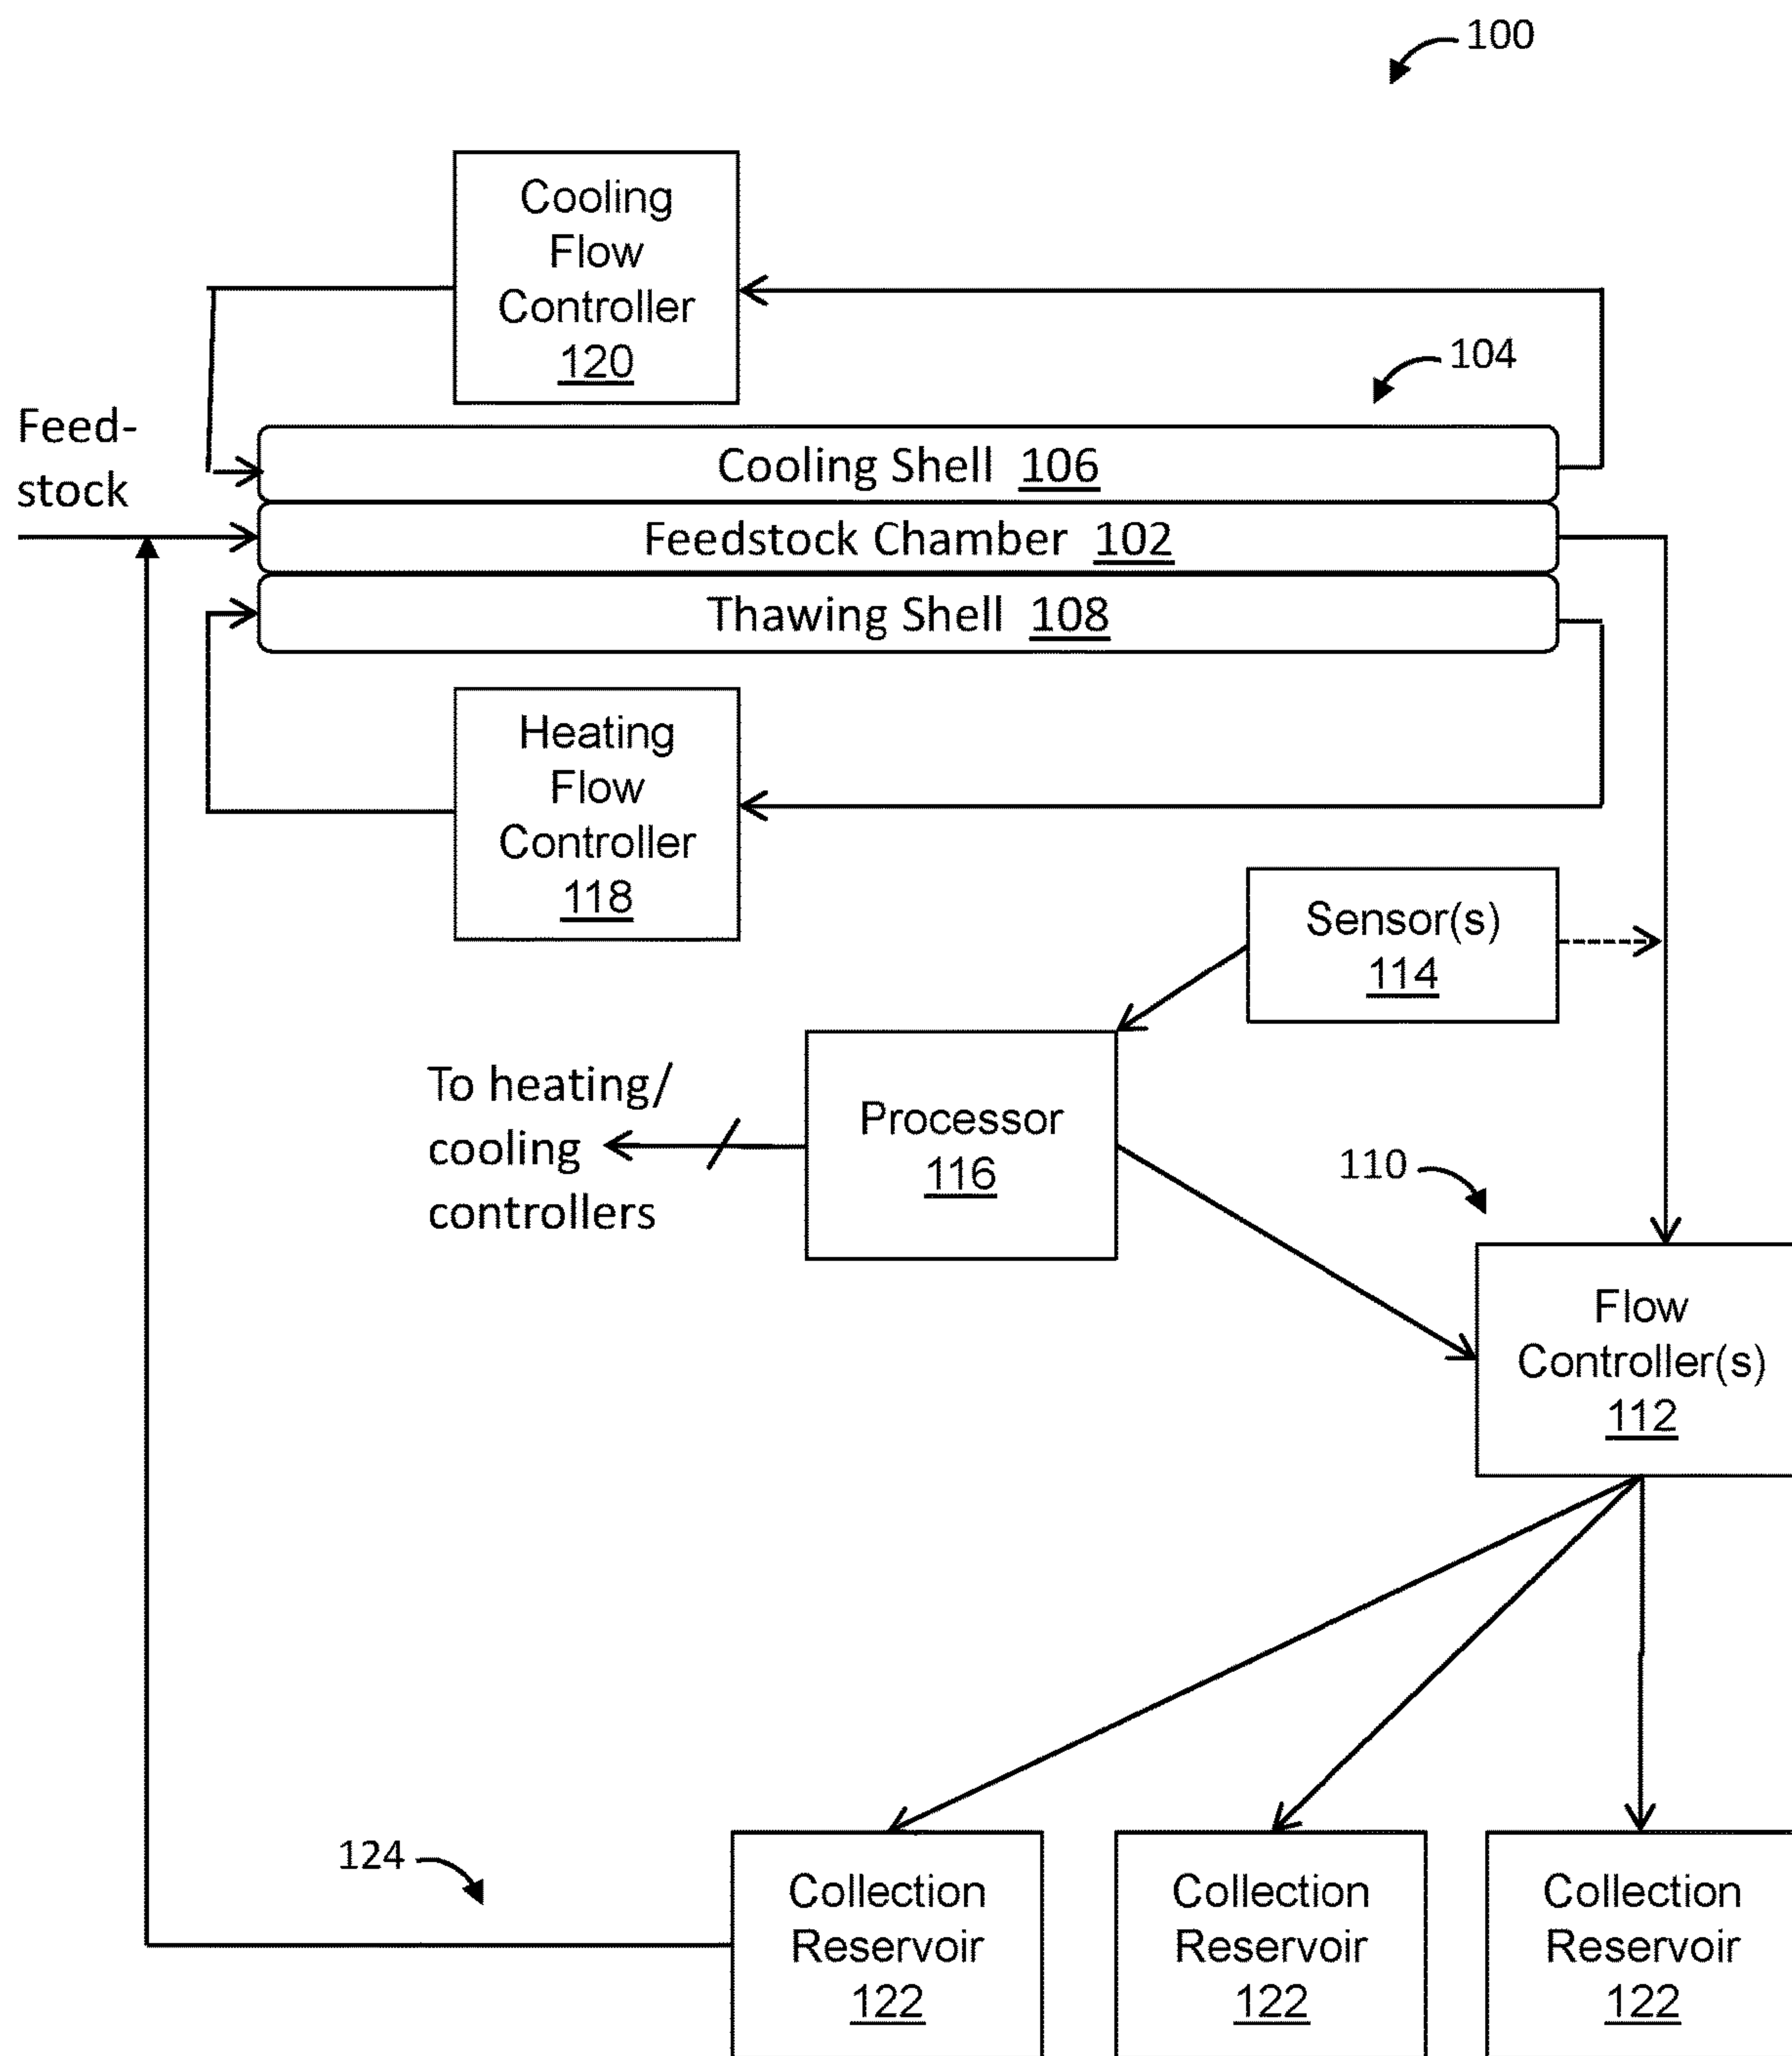 100
Cooling
Flow
Controller
120
104
Feed-
stock
Cooling Shell 106
Feedstock Chamber 102
Thawing Shell 108
Heating
Flow
Controller
118
Sensor(s)
114
To heating/
cooling
controllers
Processor
116
110
Flow
Controller(s)
112
124
Collection
Reservoir
122
Collection
Reservoir
122
Collection
Reservoir
122